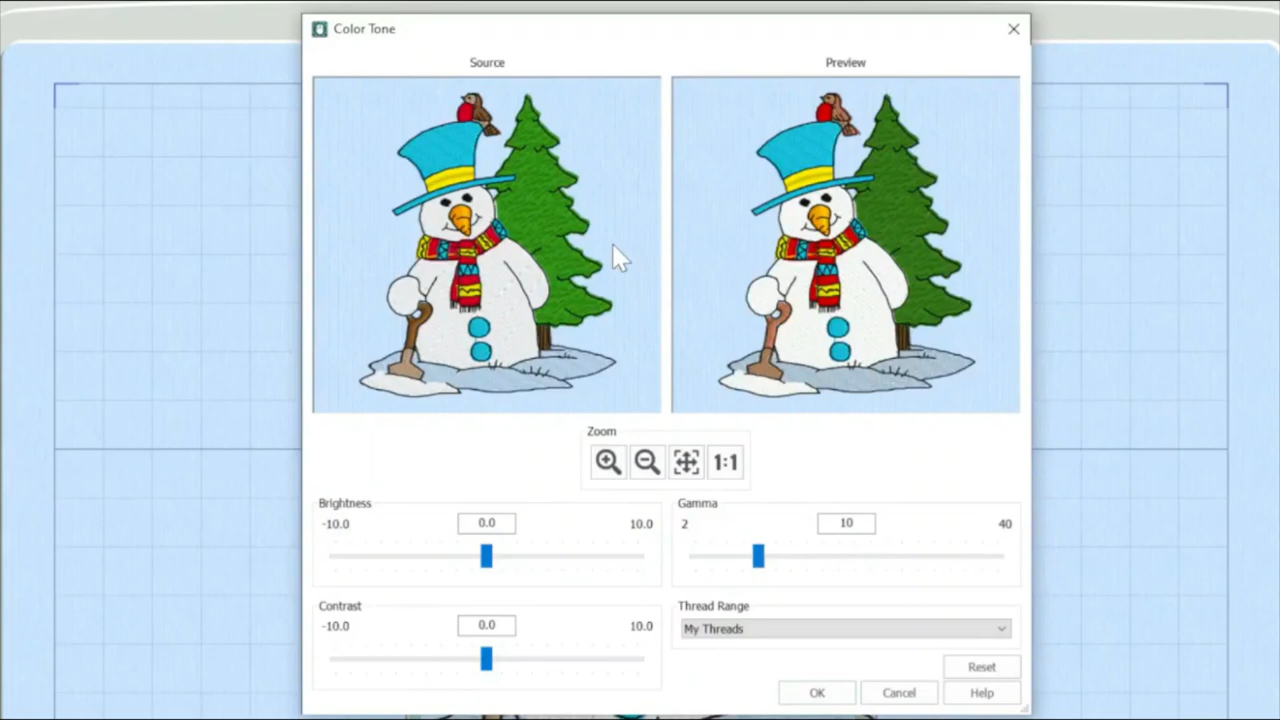 Color Tone
Source
Preview
Zoom
1:1
Brightness
-10.0
0.0
10.0
Gamma
2
10
40
Contrast
-10.0
0.0
10.0
Thread Range
My Threads
Reset
OK
Cancel
Help